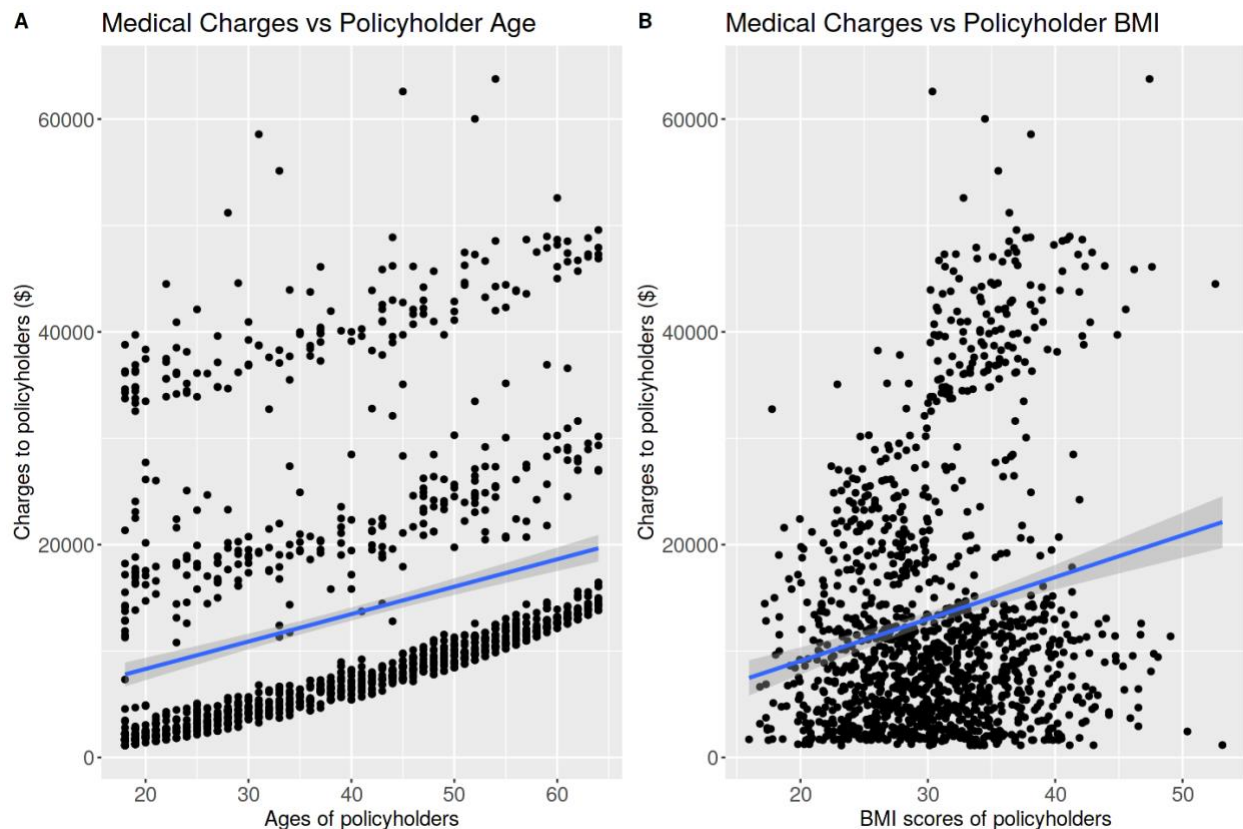 A
Medical Charges vs Policyholder Age
Charges to policyholders ($)
60000
40000
20000
0
20
30
40
50
60
Ages of policyholders
B
Medical Charges vs Policyholder BMI
Charges to policyholders ($)
60000
40000
20000
0
20
30
40
50
BMI scores of policyholders